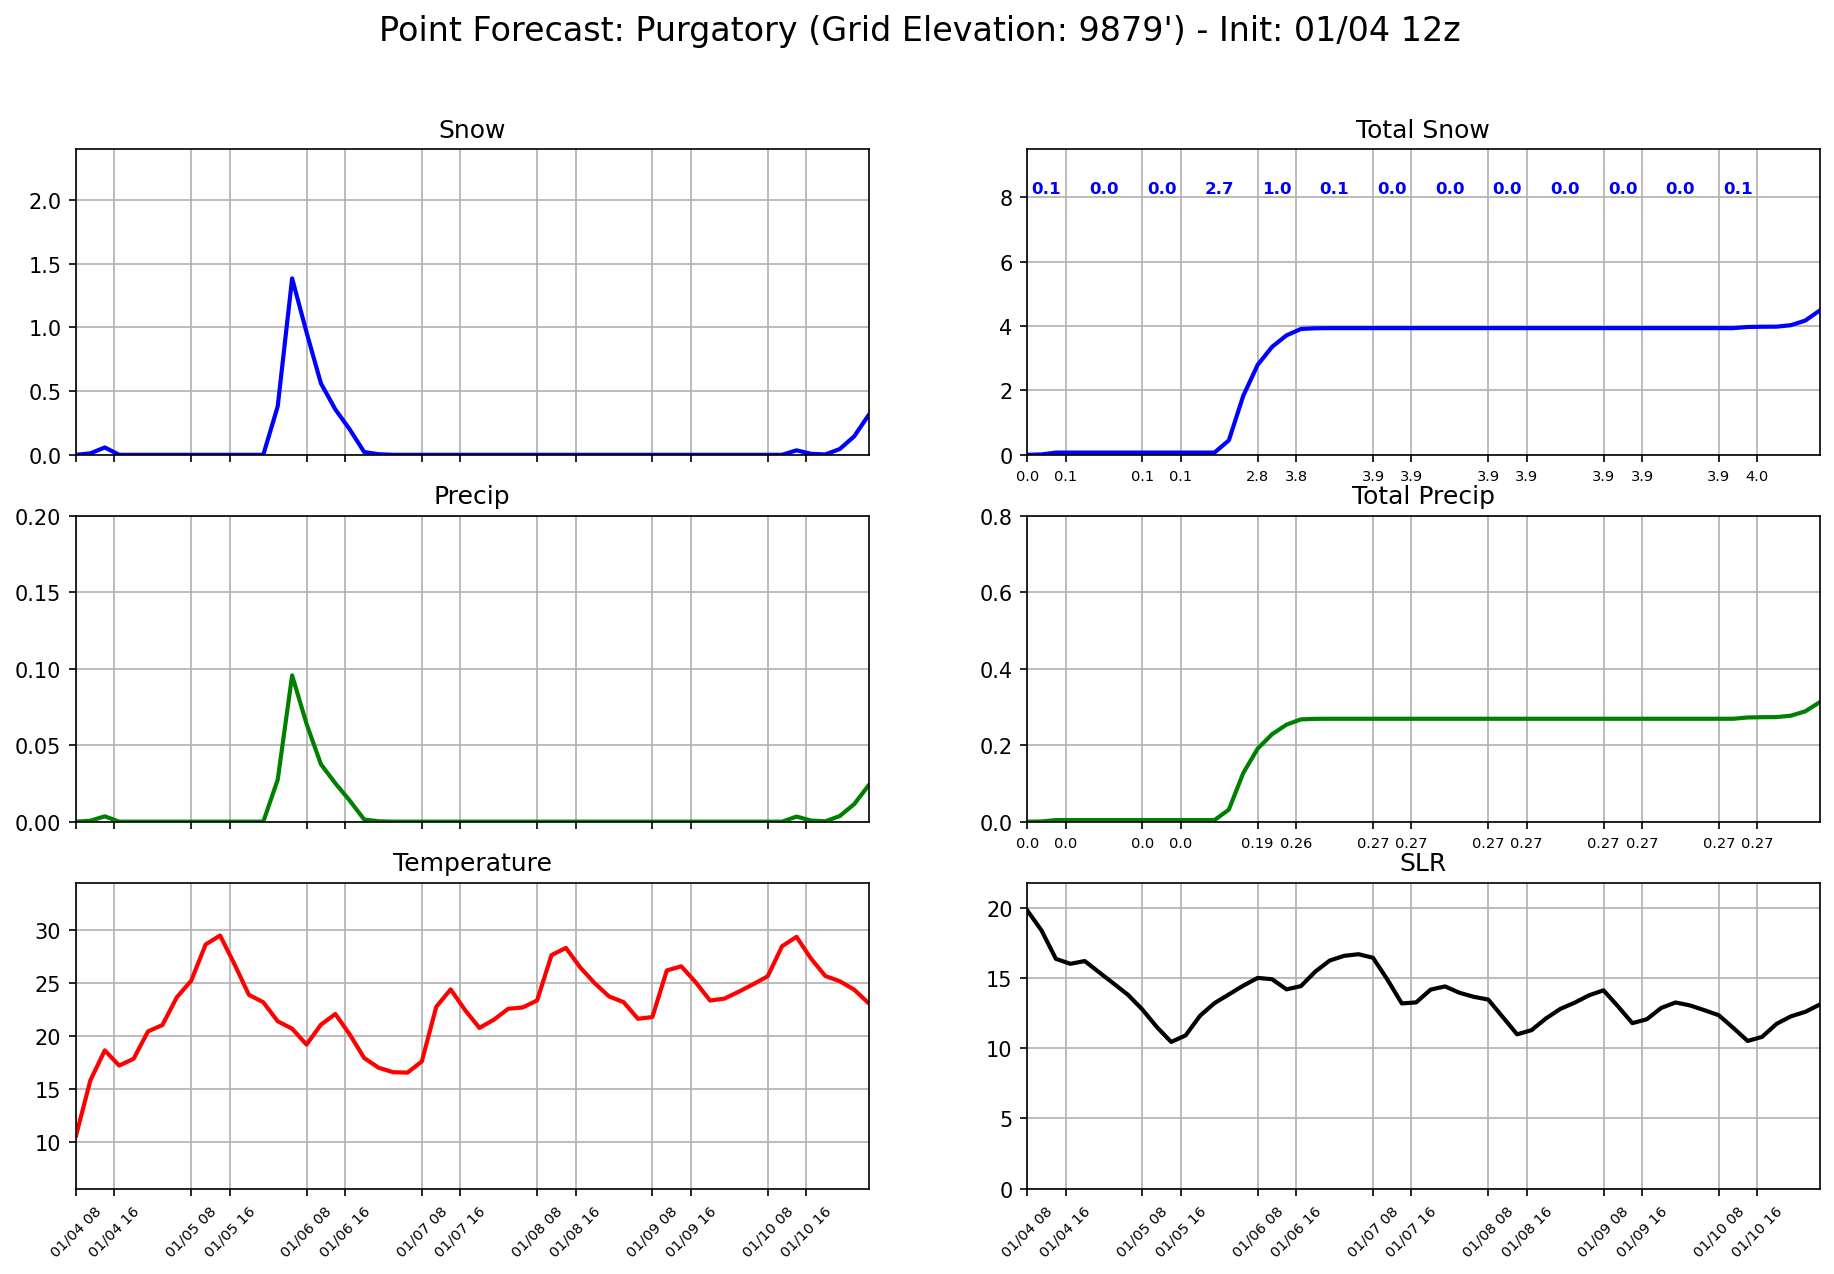 Point Forecast: Purgatory (Grid Elevation: 9879') - Init: 01/04 12z
Snow
2.0
1.5
1.0
0.5
0.0
Total Snow
0.1 0.0 0.0 2.7 1.0 0.1 0.0 0.0 0.0 0.0 0.0 0.0 0.1
8
6
4
2
0
0.0 0.1 0.1 0.1 2.8 3.8 3.9 3.9 3.9 3.9 3.9 3.9 3.9 4.0
Precip
0.20
0.15
0.10
0.05
0.00
Total Precip
0.8
0.6
0.4
0.2
0.0
0.0 0.0 0.0 0.0 0.19 0.26 0.27 0.27 0.27 0.27 0.27 0.27 0.27 0.27
Temperature
30
25
20
15
10
01/04 08 01/04 16 01/05 08 01/05 16 01/06 08 01/06 16 01/07 08 01/07 16 01/08 08 01/08 16 01/09 08 01/09 16 01/10 08 01/10 16
SLR
20
15
10
5
0
01/04 08 01/04 16 01/05 08 01/05 16 01/06 08 01/06 16 01/07 08 01/07 16 01/08 08 01/08 16 01/09 08 01/09 16 01/10 08 01/10 16